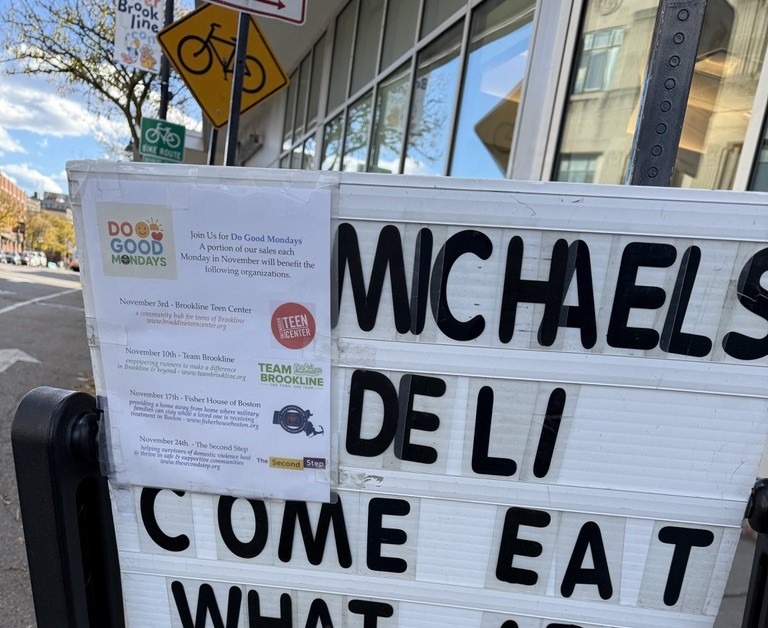 Brook
line
BIKE ROUTE
DO
GOOD
MONDAYS
Join Us for Do Good Mondays
A portion of our sales each
Monday in November will benefit the
following organizations.
November 3rd - Brookline Teen Center
a community hub for teens of Brookline
www.brooklineteencenter.org
TEEN
CENTER
November 10th - Team Brookline
empowering runners to make a difference
in Brookline & beyond - www.teambrookline.org
TEAM
BROOKLINE
November 17th - Fisher House of Boston
providing a home away from home where military
families can stay while a loved one is receiving
treatment in Boston - www.fisherhouseboston.org
November 24th - The Second Step
helping survivors of domestic violence heal
& thrive in safe & supportive communities
www.thesecondstep.org
The Second Step
MICHAELS
DELI
COME EAT
WHAT